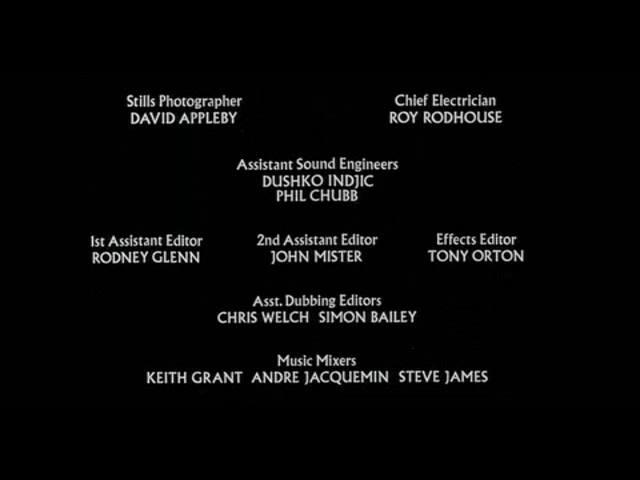 Stills Photographer
DAVID APPLEBY
Chief Electrician
ROY RODHOUSE
Assistant Sound Engineers
DUSHKO INDJIC
PHIL CHUBB
1st Assistant Editor
RODNEY GLENN
2nd Assistant Editor
JOHN MISTER
Effects Editor
TONY ORTON
Asst. Dubbing Editors
CHRIS WELCH SIMON BAILEY
Music Mixers
KEITH GRANT ANDRE JACQUEMIN STEVE JAMES